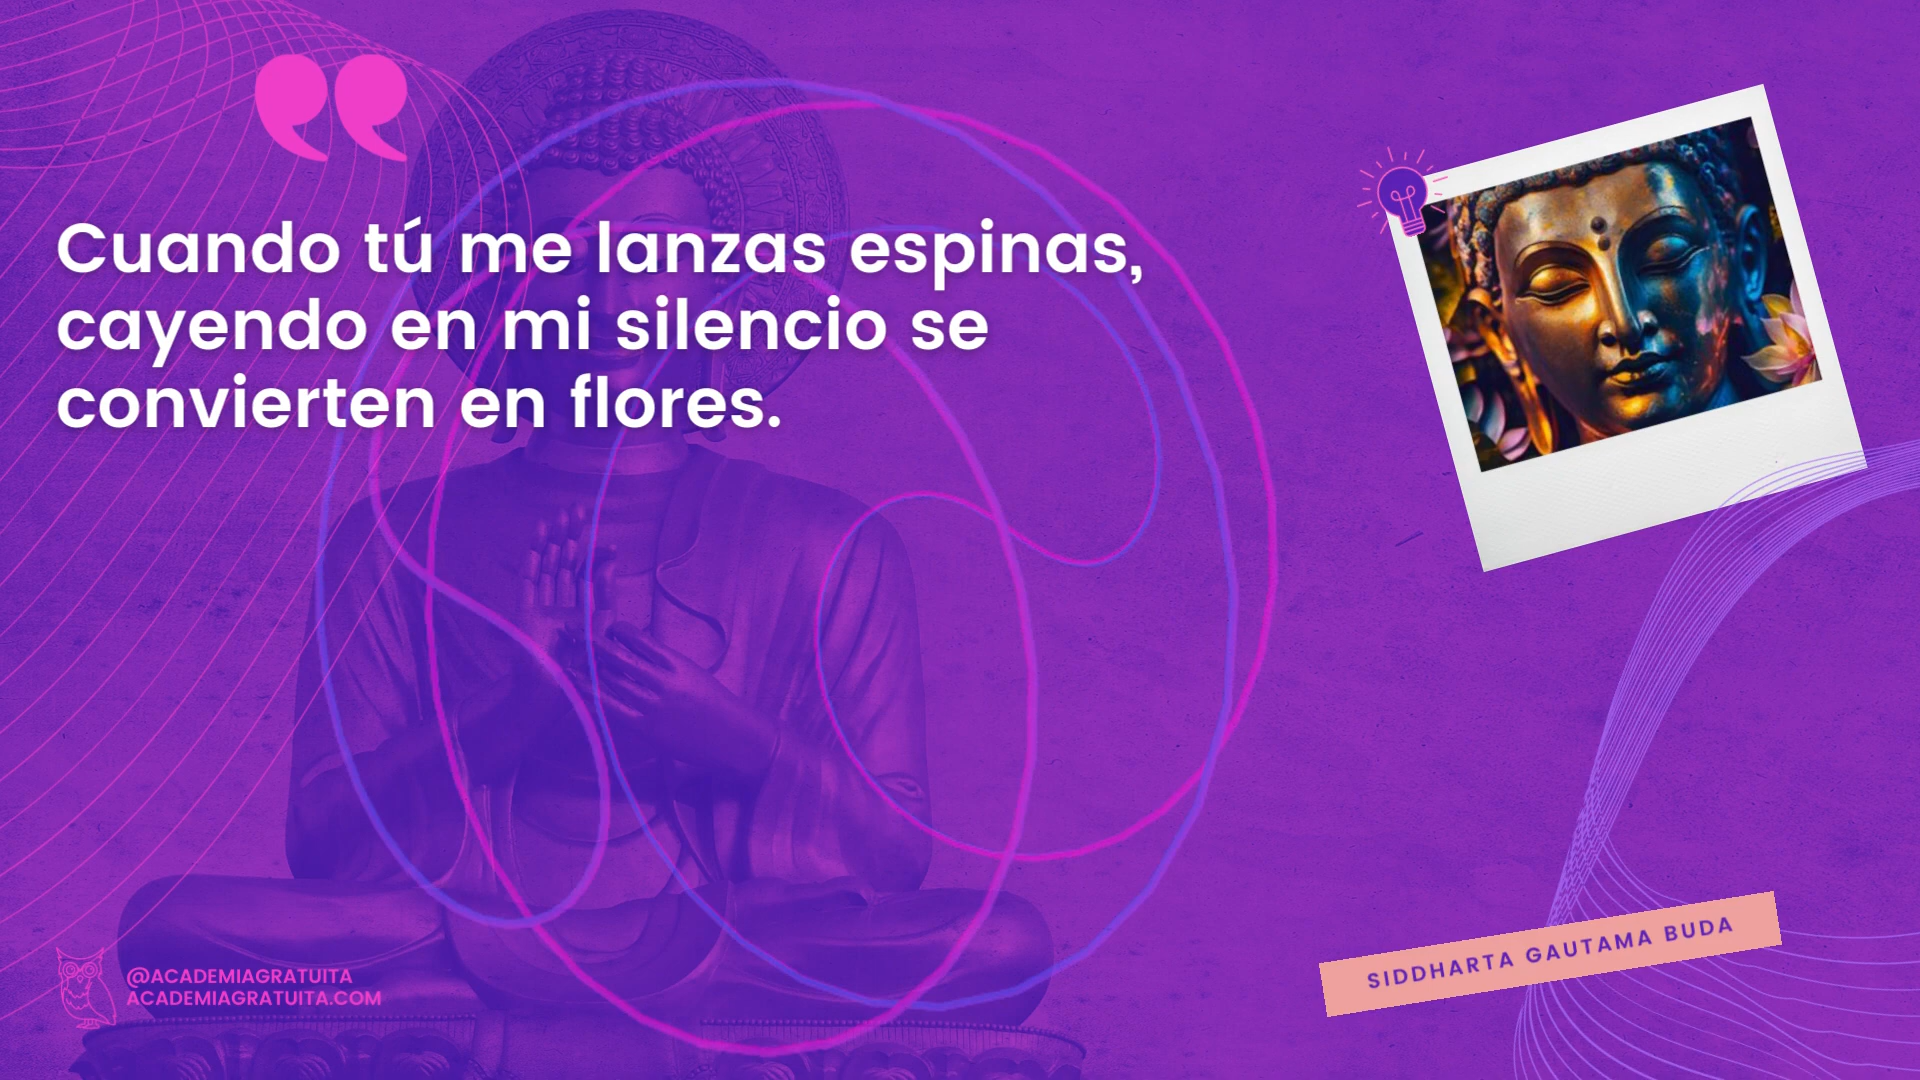 Cuando tú me lanzas espinas,
cayendo en mi silencio se
convierten en flores.
SIDDHARTA GAUTAMA BUDA
@ACADEMIAGRATUITA
ACADEMIAGRATUITA.COM